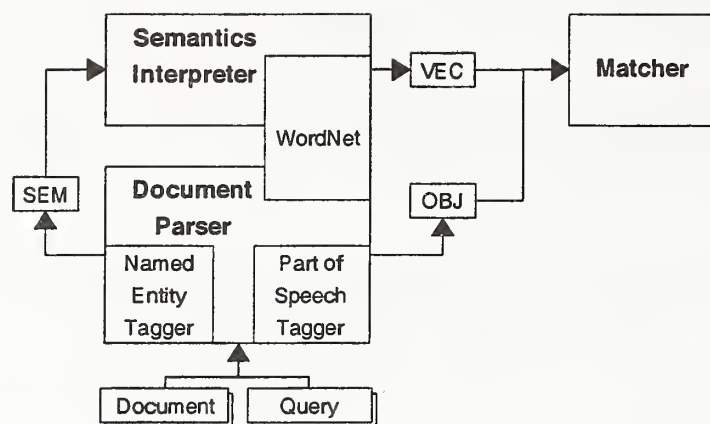 Semantics
Interpreter
VEC
Matcher
WordNet
SEM
Document
Parser
OBJ
Named
Entity
Tagger
Part of
Speech
Tagger
Document
Query